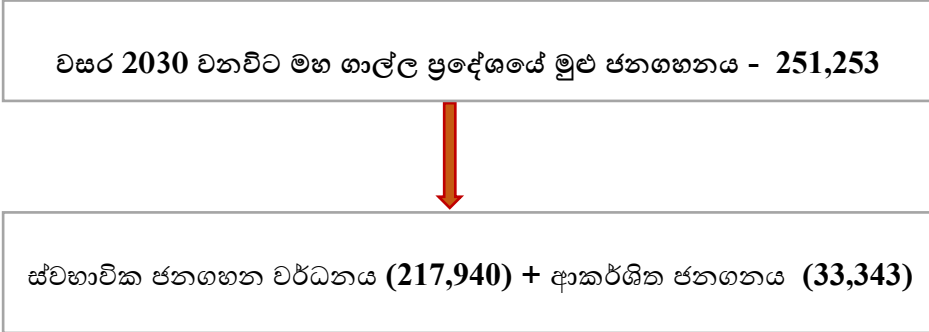 වසර 2030 වනවිට මහ ගාල්ල ප්‍රදේශයේ මුළු ජනගහනය - 251,253
ස්වභාවික ජනගහන වර්ධනය (217,940) + ආකර්ශිත ජනගනය (33,343)